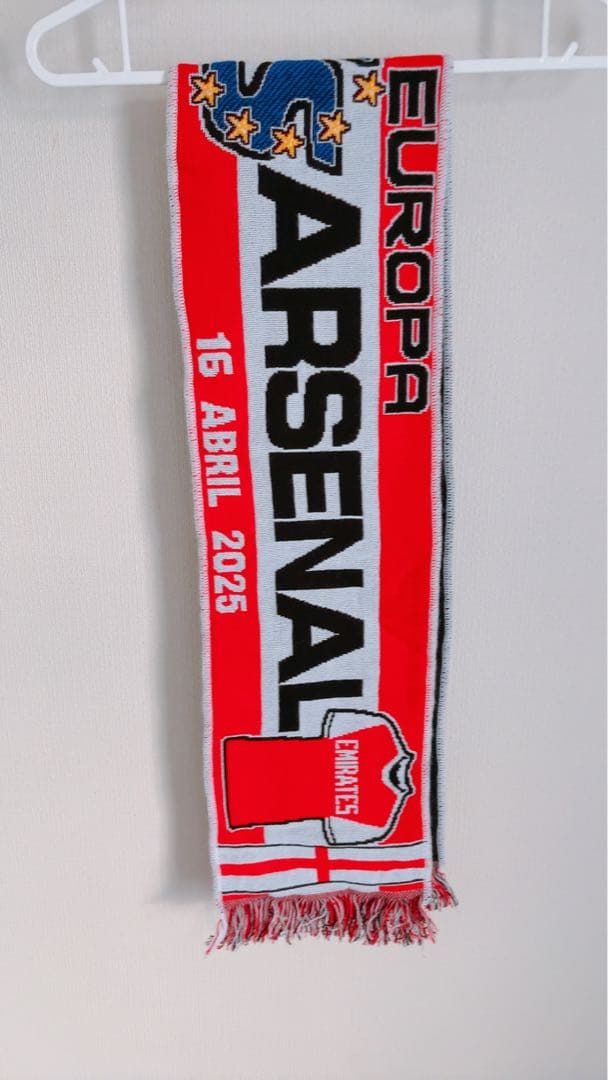 EUROPA
ARSENAL
16 ABRIL 2025
EMIRATES